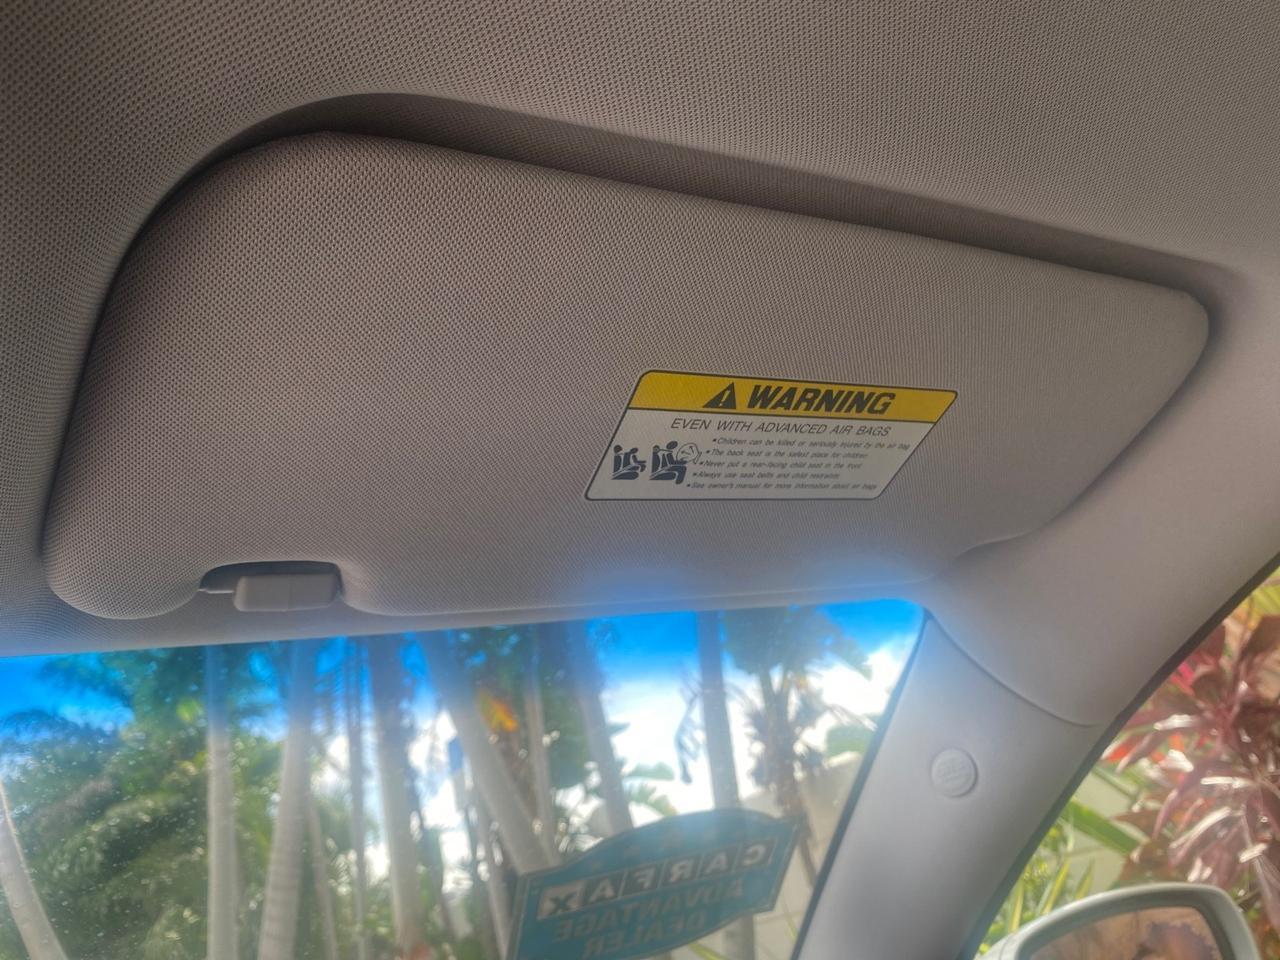 WARNING
EVEN WITH ADVANCED AIR BAGS
• Children can be killed or seriously injured by the air bag
• The back seat is the safest place for children
• Never put a rear-facing child seat in the front
• Always use seat belts and child restraints
• See owner's manual for more information about air bags
CARFAX
ADVANTAGE
DEALER